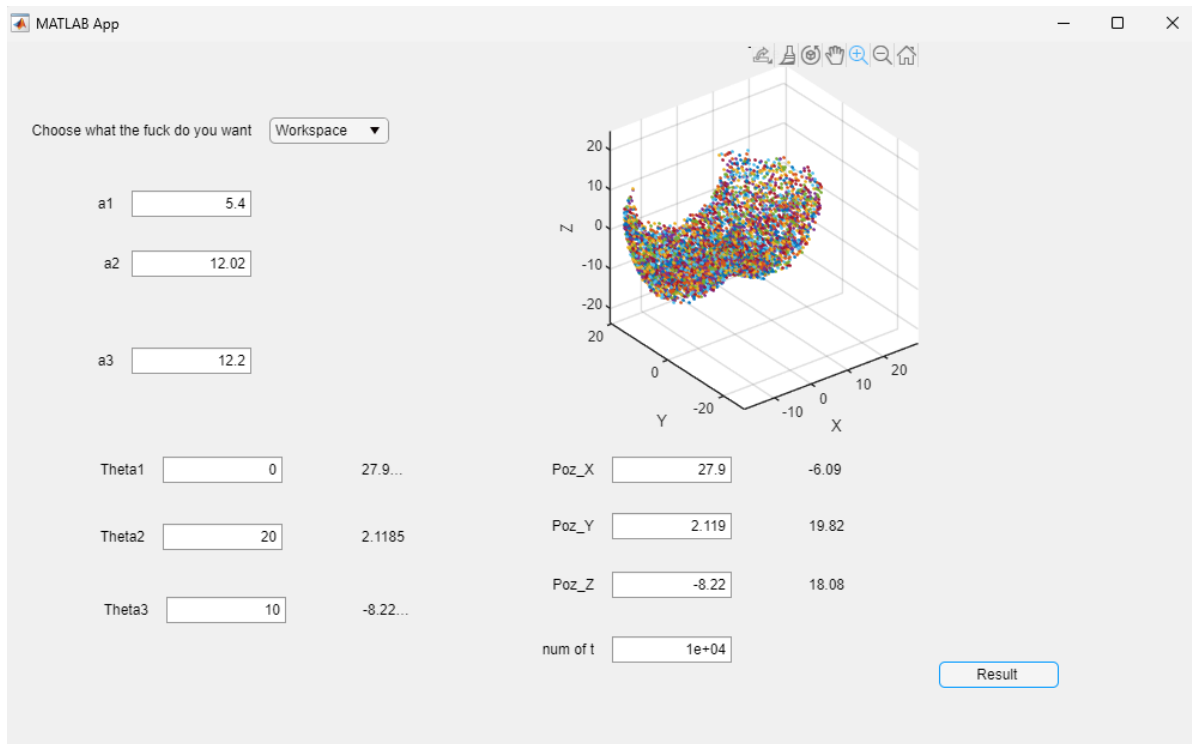 MATLAB App
Choose what the fuck do you want Workspace
a1 5.4
a2 12.02
a3 12.2
20
10
0
-10
-20
Z
20
0
-20
Y
-10
0
10
20
X
Theta1 0 27.9...
Theta2 20 2.1185
Theta3 10 -8.22...
Poz_X 27.9 -6.09
Poz_Y 2.119 19.82
Poz_Z -8.22 18.08
num of t 1e+04
Result